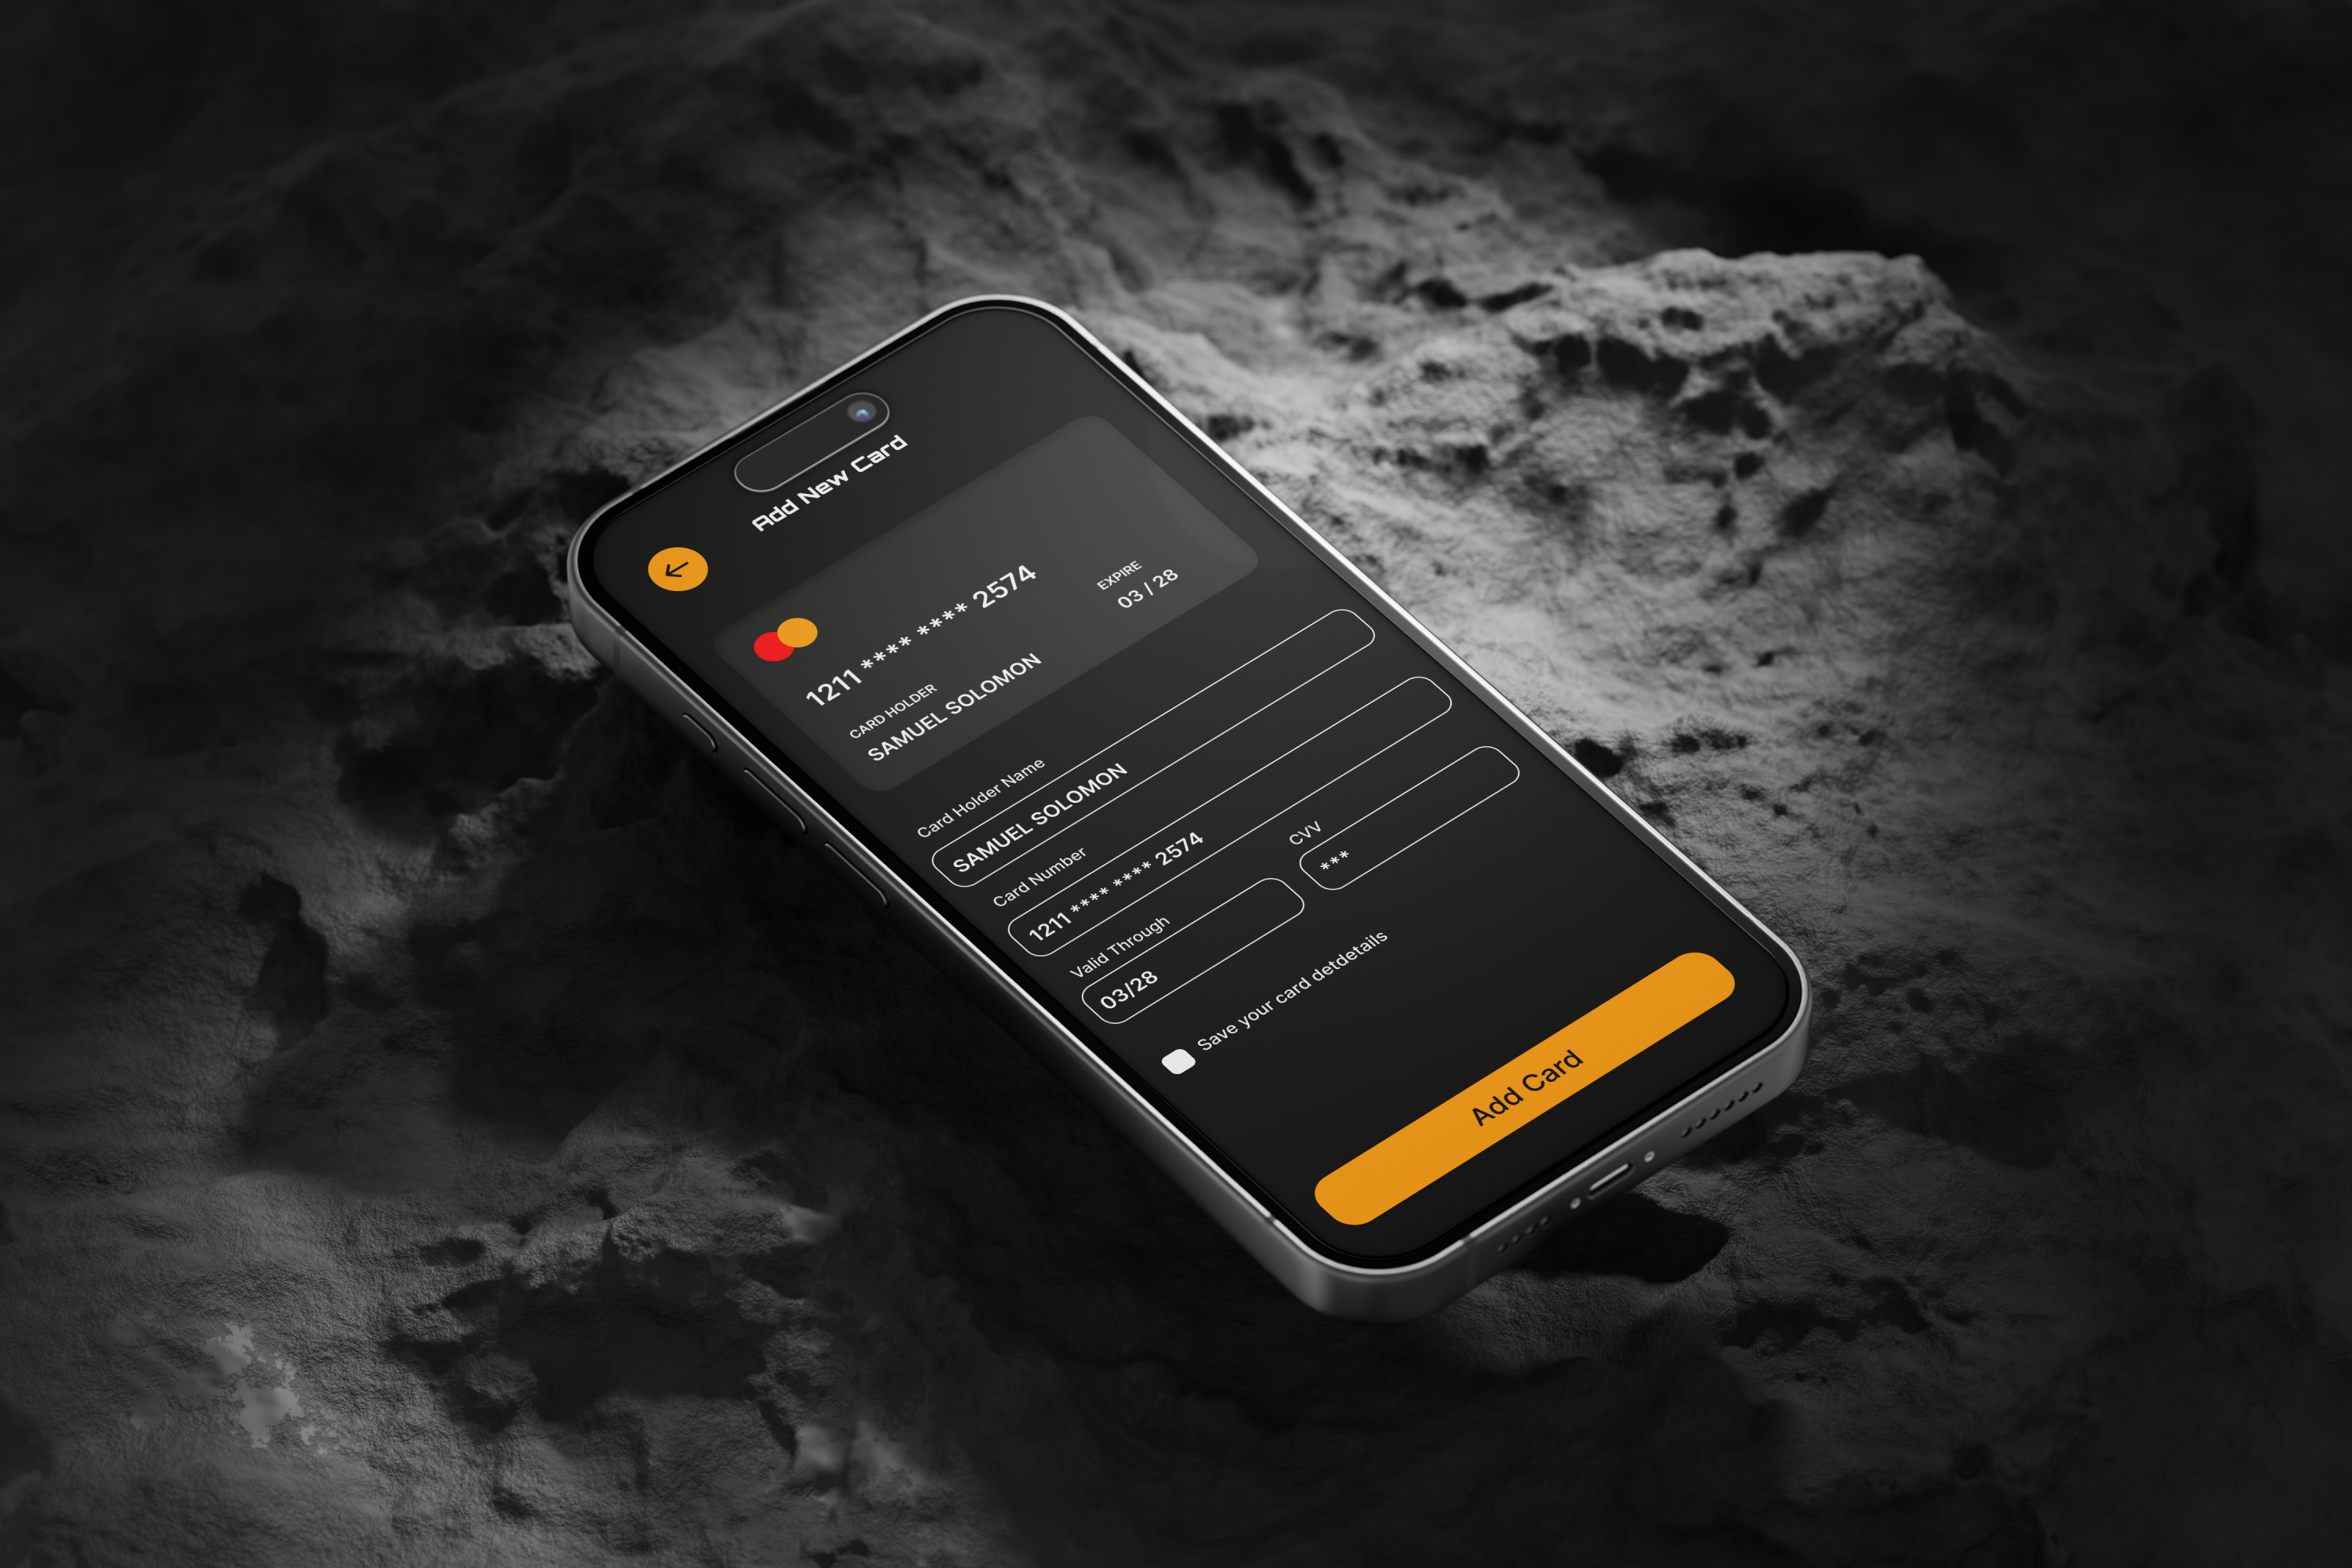 Add New Card
1211 **** **** 2574
EXPIRE
03 / 28
CARD HOLDER
SAMUEL SOLOMON
Card Holder Name
SAMUEL SOLOMON
Card Number
1211 **** **** 2574
Valid Through
03/28
CVV
***
Save your card detdetails
Add Card